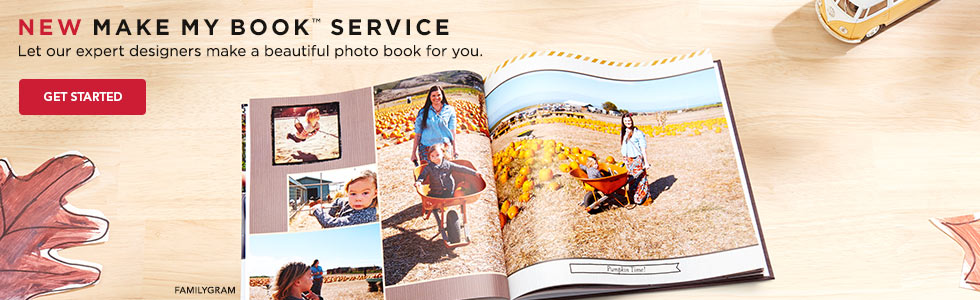 NEW MAKE MY BOOK™ SERVICE
Let our expert designers make a beautiful photo book for you.
GET STARTED
Pumpkin Time!
FAMILYGRAM